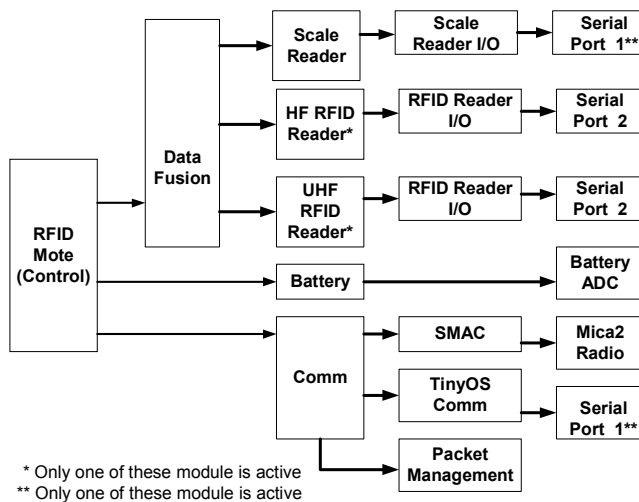 Scale
Reader
Scale
Reader I/O
Serial
Port 1**
HF RFID
Reader*
RFID Reader
I/O
Serial
Port 2
Data
Fusion
UHF
RFID
Reader*
RFID Reader
I/O
Serial
Port 2
RFID
Mote
(Control)
Battery
Battery
ADC
Comm
SMAC
Mica2
Radio
TinyOS
Comm
Serial
Port 1**
Packet
Management
* Only one of these module is active
** Only one of these module is active